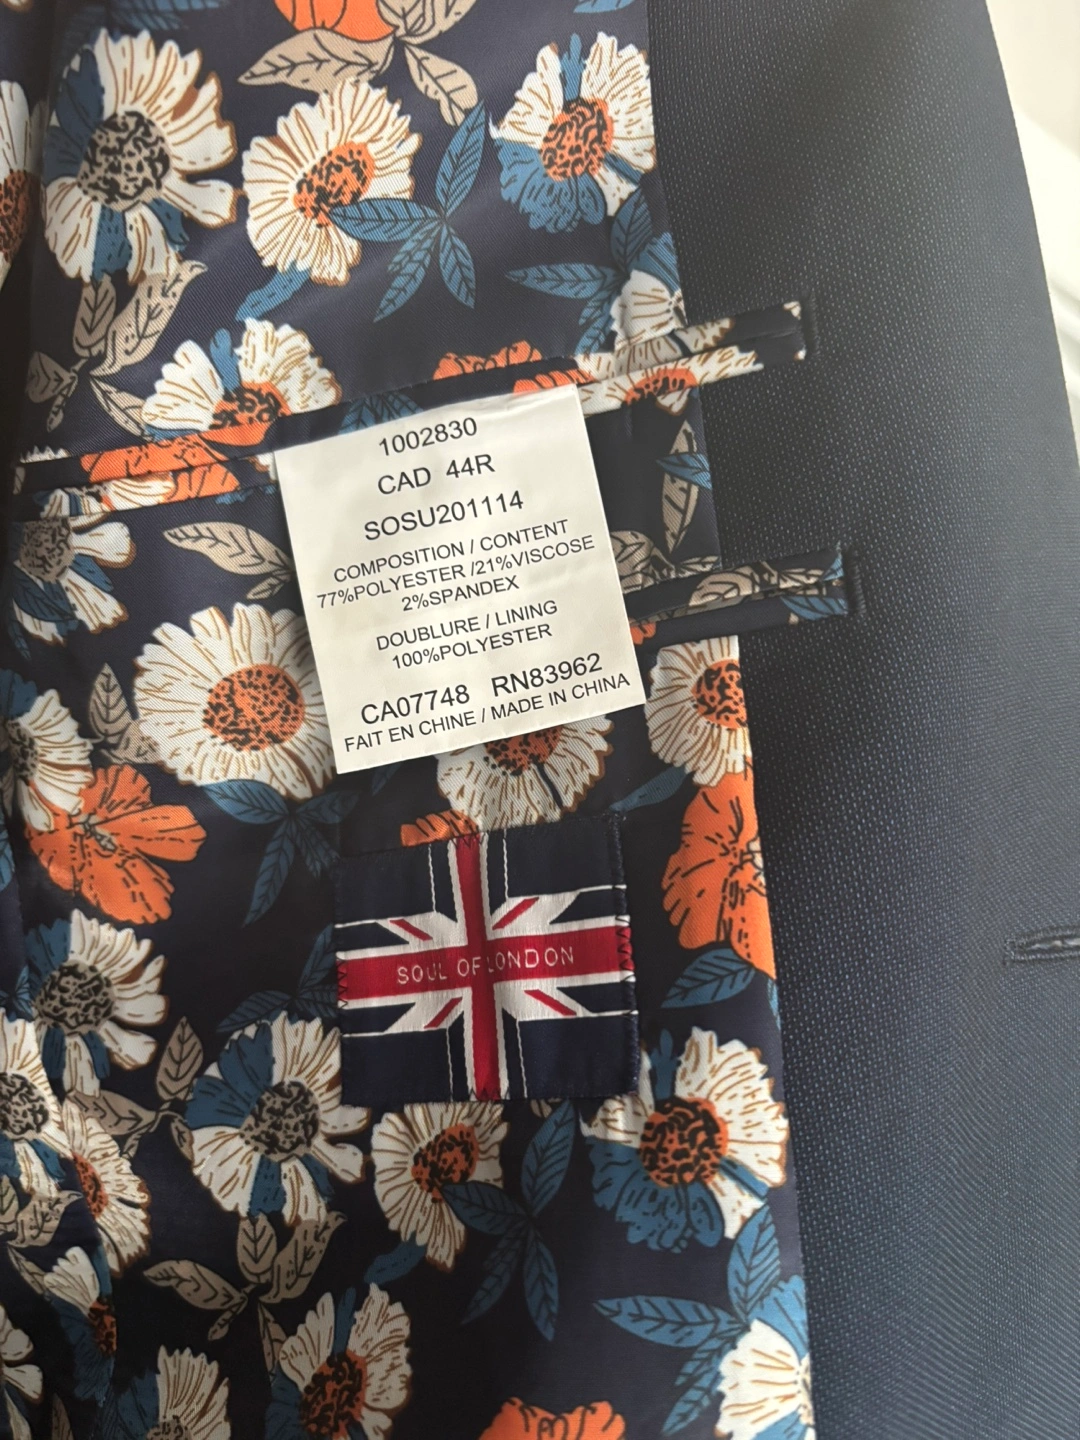 1002830
CAD 44R
SOSU201114
COMPOSITION / CONTENT
77%POLYESTER /21%VISCOSE
2%SPANDEX
DOUBLURE / LINING
100%POLYESTER
CA07748 RN83962
FAIT EN CHINE / MADE IN CHINA
SOUL OF LONDON